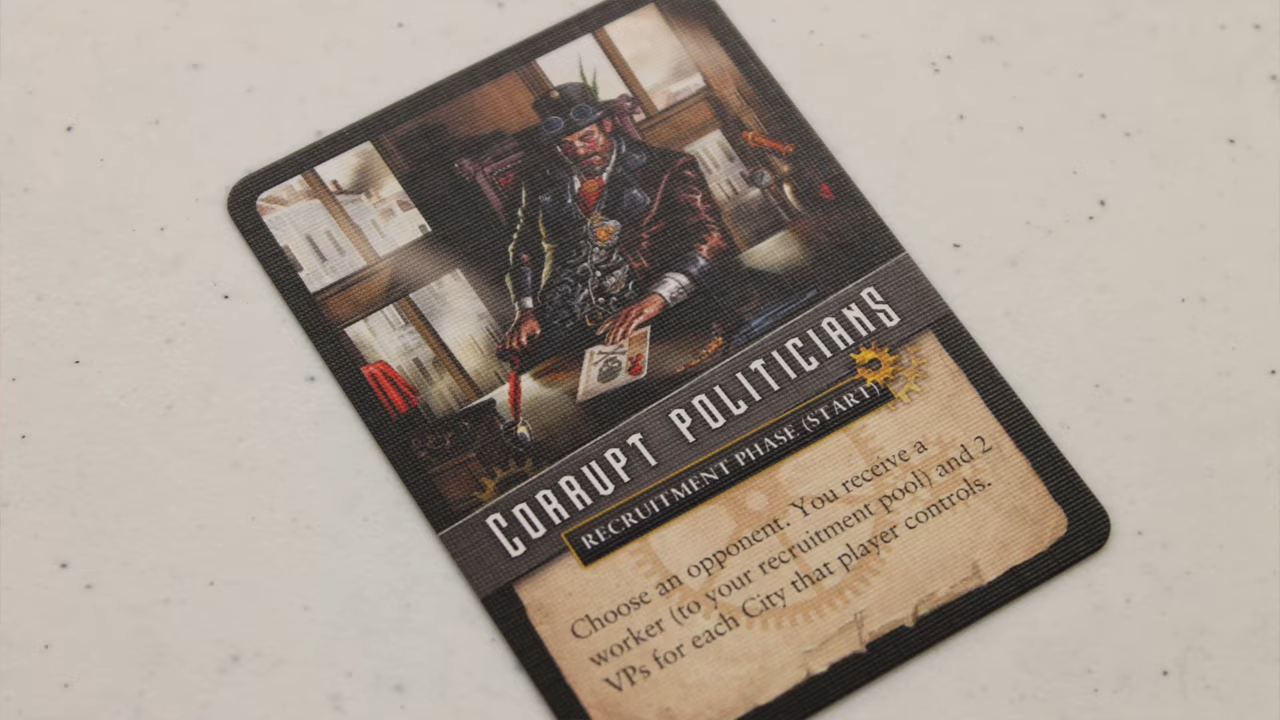 CORRUPT POLITICIANS
RECRUITMENT PHASE (START)
Choose an opponent. You receive a
worker (to your recruitment pool) and 2
VPs for each City that player controls.